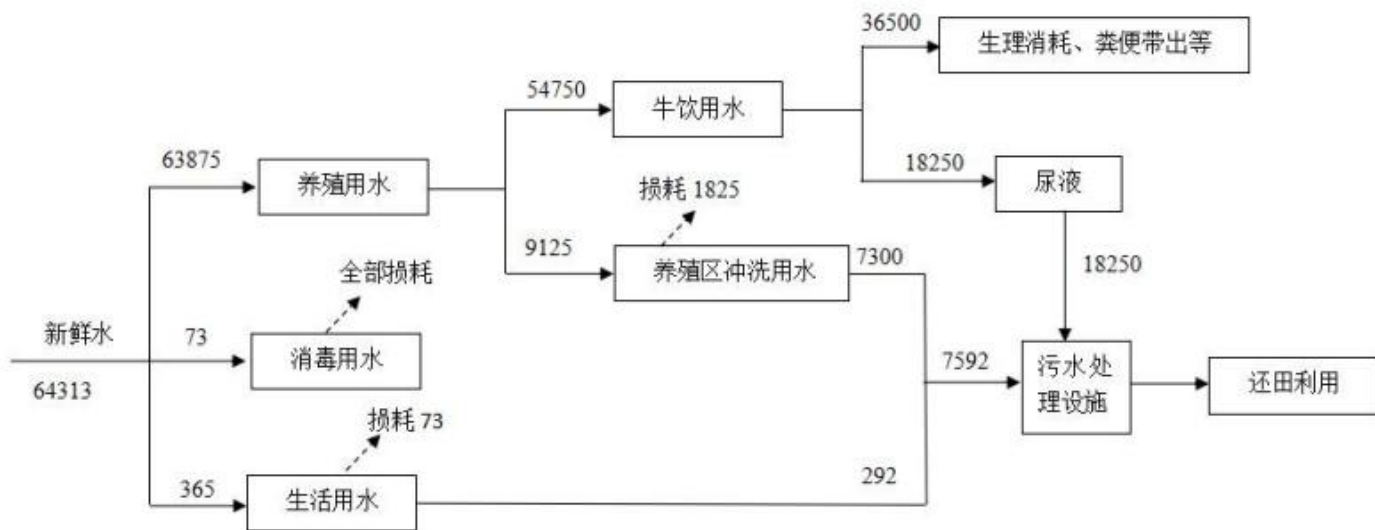 36500
生理消耗、粪便带出等
54750
牛饮用水
63875
养殖用水
18250
尿液
损耗 1825
9125
养殖区冲洗用水
7300
18250
全部损耗
新鲜水
73
消毒用水
64313
7592
污水处
理设施
还田利用
损耗 73
365
生活用水
292